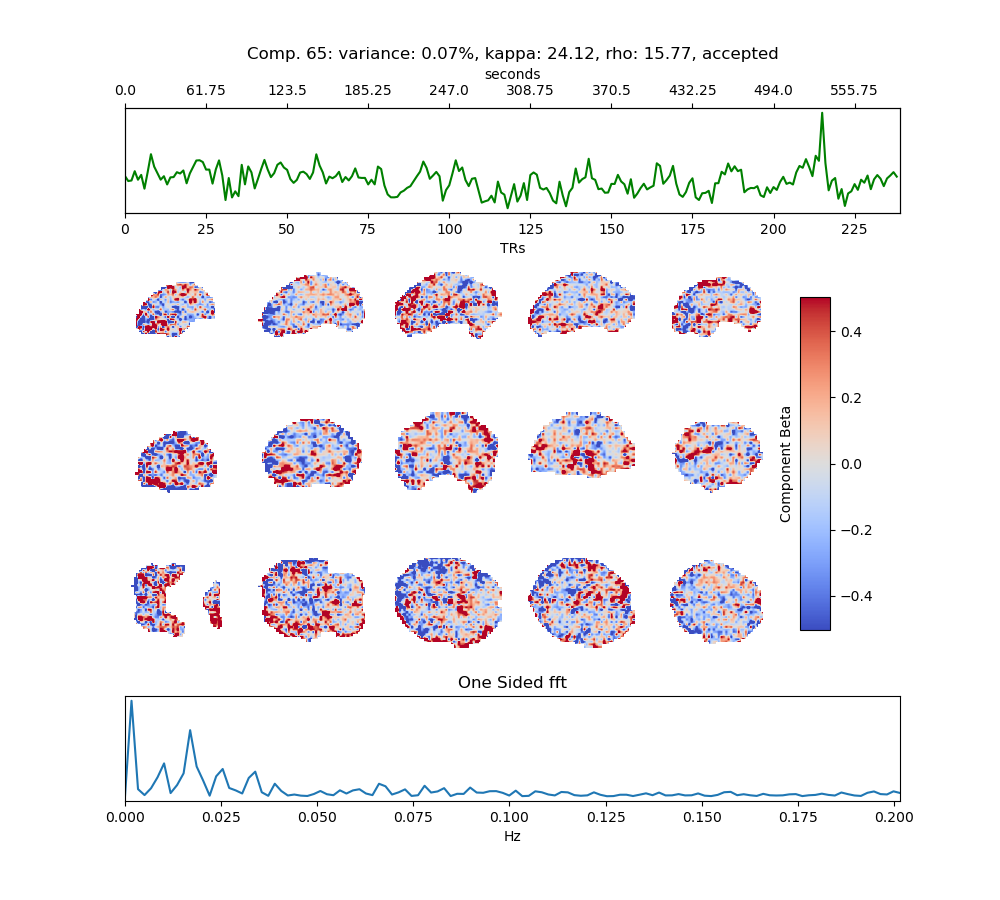 Comp. 65: variance: 0.07%, kappa: 24.12, rho: 15.77, accepted
seconds
0.0 61.75 123.5 185.25 247.0 308.75 370.5 432.25 494.0 555.75
0 25 50 75 100 125 150 175 200 225
TRs
0.4
0.2
0.0
−0.2
−0.4
Component Beta
One Sided fft
0.000 0.025 0.050 0.075 0.100 0.125 0.150 0.175 0.200
Hz